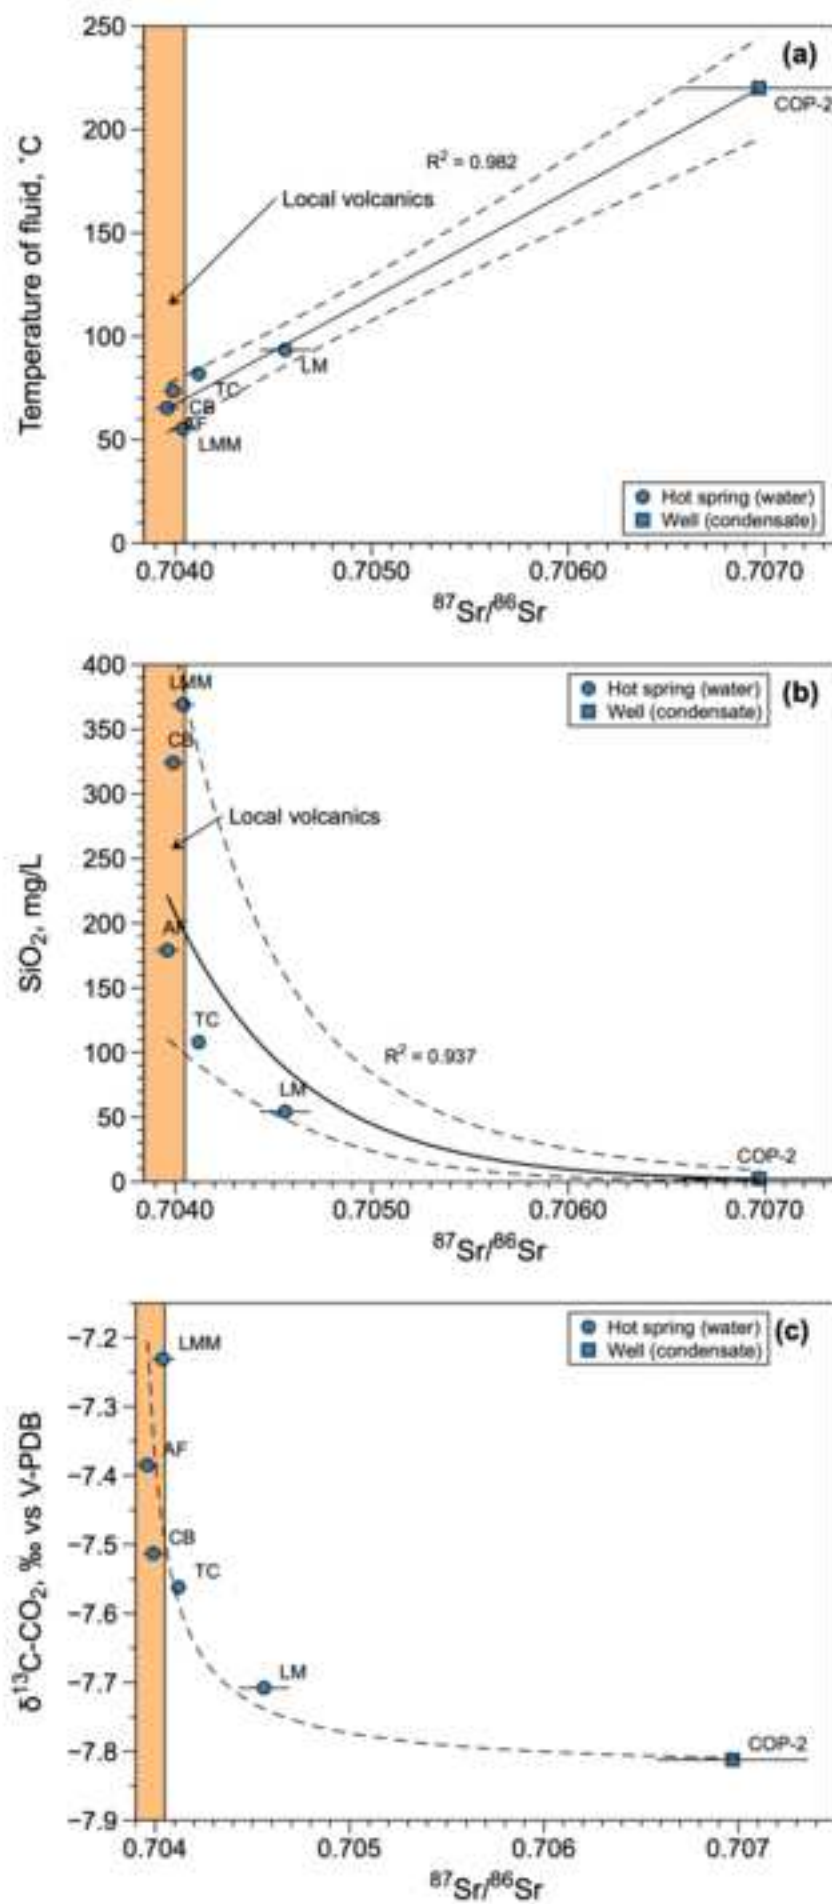 250
(a)
COP-2
200
R² = 0.982
Local volcanics
150
100
LM
TC
CB
AF
50
LMM
Hot spring (water)
Well (condensate)
0
Temperature of fluid, °C
0.7040
0.7050
0.7060
0.7070
⁸⁷Sr/⁸⁶Sr
400
LMM
Hot spring (water)
Well (condensate)
(b)
350
CB
300
Local volcanics
250
200
AF
150
TC
100
R² = 0.937
LM
50
COP-2
0
SiO₂, mg/L
0.7040
0.7050
0.7060
0.7070
⁸⁷Sr/⁸⁶Sr
Hot spring (water)
Well (condensate)
(c)
−7.2
LMM
−7.3
AF
−7.4
−7.5
CB
TC
−7.6
LM
−7.7
COP-2
−7.8
−7.9
δ¹³C-CO₂, ‰ vs V-PDB
0.704
0.705
0.706
0.707
⁸⁷Sr/⁸⁶Sr